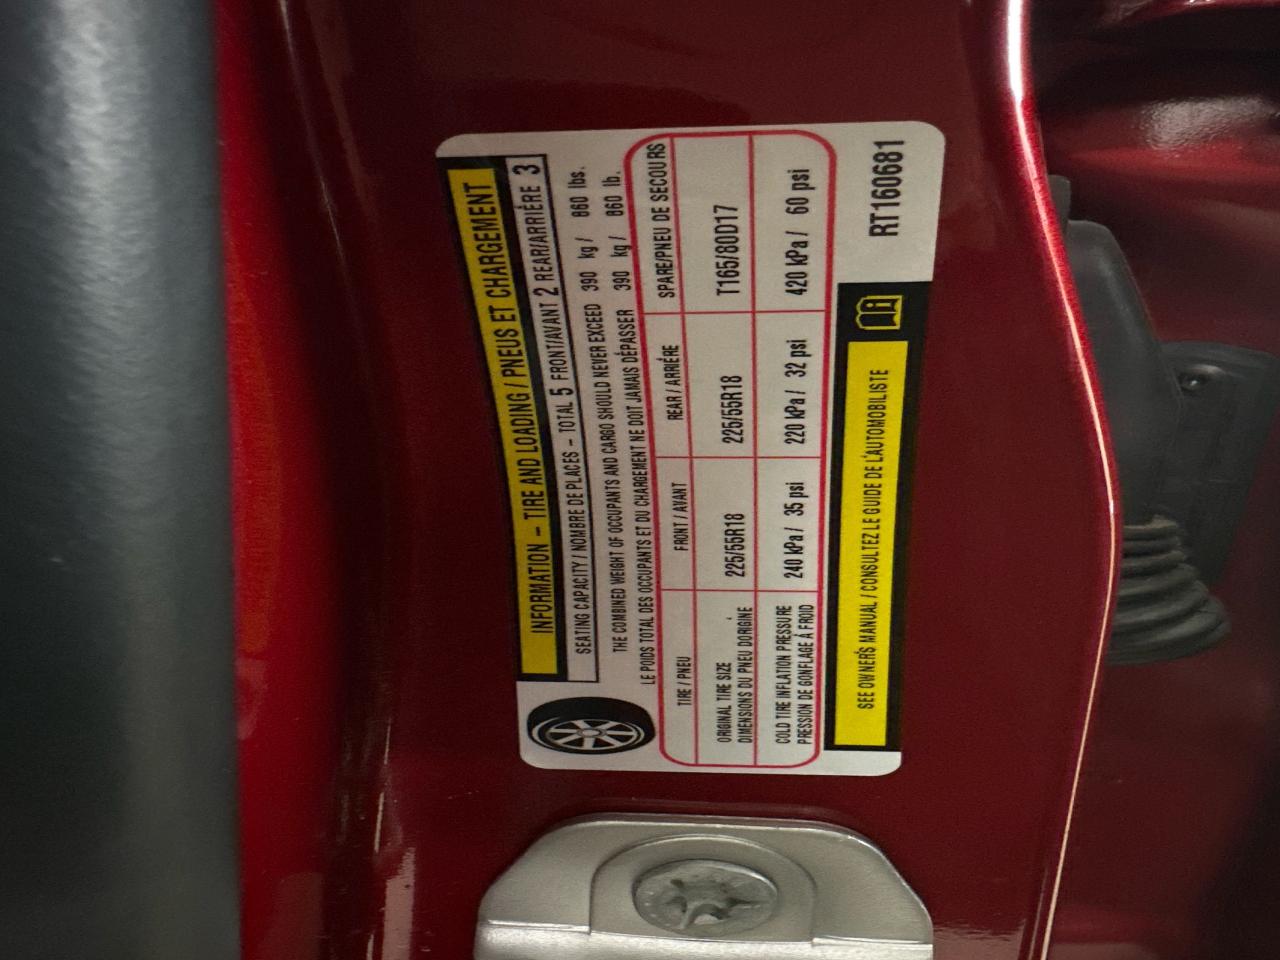 INFORMATION – TIRE AND LOADING / PNEUS ET CHARGEMENT
SEATING CAPACITY / NOMBRE DE PLACES – TOTAL 5 FRONT/AVANT 2 REAR/ARRIÉRE 3
THE COMBINED WEIGHT OF OCCUPANTS AND CARGO SHOULD NEVER EXCEED 390 kg / 860 lbs.
LE POIDS TOTAL DES OCCUPANTS ET DU CHARGEMENT NE DOIT JAMAIS DÉPASSER 390 kg / 860 lb.
TIRE / PNEU FRONT / AVANT REAR / ARRIÉRE SPARE/PNEU DE SECOURS
ORIGINAL TIRE SIZE
DIMENSIONS DU PNEU DORIGINE 225/55R18 225/55R18 T165/80D17
COLD TIRE INFLATION PRESSURE
PRESSION DE GONFLAGE Á FROID 240 kPa / 35 psi 220 kPa / 32 psi 420 kPa / 60 psi
SEE OWNER'S MANUAL / CONSULTEZ LE GUIDE DE L'AUTOMOBILISTE
RT160681